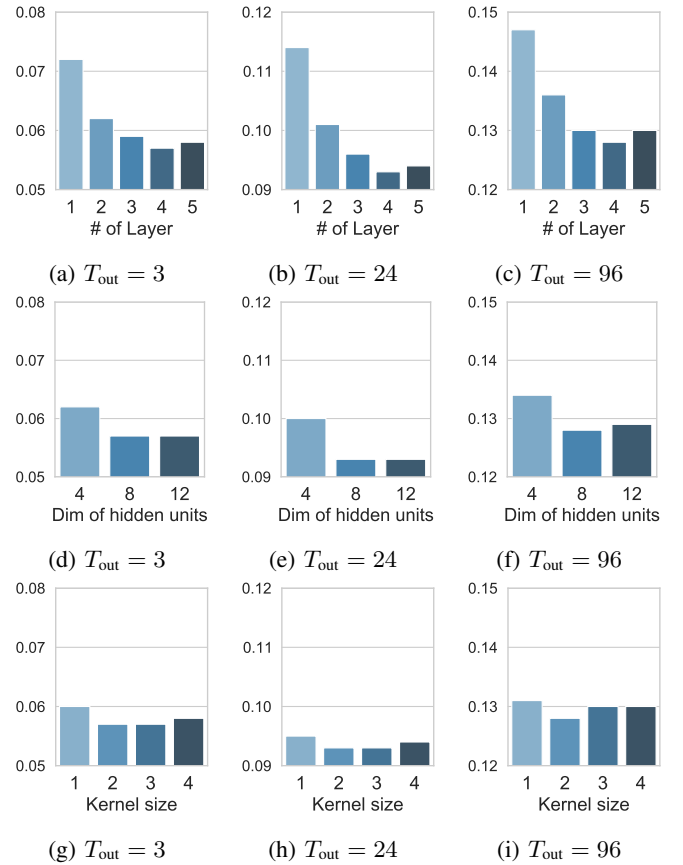 0.08 0.12 0.15
0.07 0.11 0.14
0.06 0.10 0.13
0.05 0.09 0.12
1 2 3 4 5 1 2 3 4 5 1 2 3 4 5
# of Layer # of Layer # of Layer
(a) T_out = 3 (b) T_out = 24 (c) T_out = 96
0.08 0.12 0.15
0.07 0.11 0.14
0.06 0.10 0.13
0.05 0.09 0.12
4 8 12 4 8 12 4 8 12
Dim of hidden units Dim of hidden units Dim of hidden units
(d) T_out = 3 (e) T_out = 24 (f) T_out = 96
0.08 0.12 0.15
0.07 0.11 0.14
0.06 0.10 0.13
0.05 0.09 0.12
1 2 3 4 1 2 3 4 1 2 3 4
Kernel size Kernel size Kernel size
(g) T_out = 3 (h) T_out = 24 (i) T_out = 96